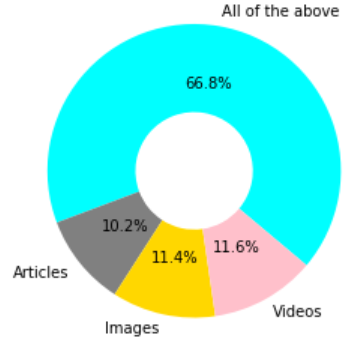 All of the above
66.8%
10.2%
11.6%
11.4%
Articles
Videos
Images